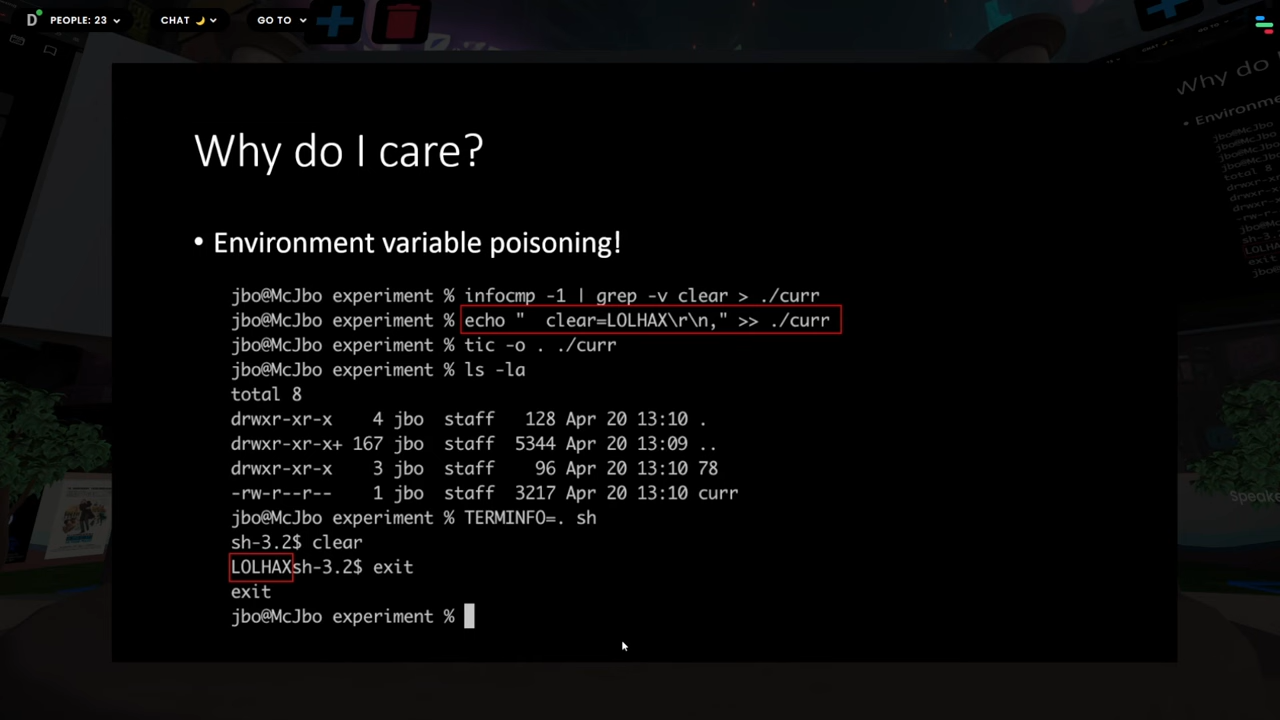 D PEOPLE: 23 CHAT GO TO
Why do I care?
• Environment variable poisoning!
jbo@McJbo experiment % infocmp -1 | grep -v clear > ./curr
jbo@McJbo experiment % echo "  clear=LOLHAX\r\n," >> ./curr
jbo@McJbo experiment % tic -o . ./curr
jbo@McJbo experiment % ls -la
total 8
drwxr-xr-x    4 jbo  staff   128 Apr 20 13:10 .
drwxr-xr-x+ 167 jbo  staff  5344 Apr 20 13:09 ..
drwxr-xr-x    3 jbo  staff    96 Apr 20 13:10 78
-rw-r--r--    1 jbo  staff  3217 Apr 20 13:10 curr
jbo@McJbo experiment % TERMINFO=. sh
sh-3.2$ clear
LOLHAXsh-3.2$ exit
exit
jbo@McJbo experiment %
Why do
• Environme
total 8